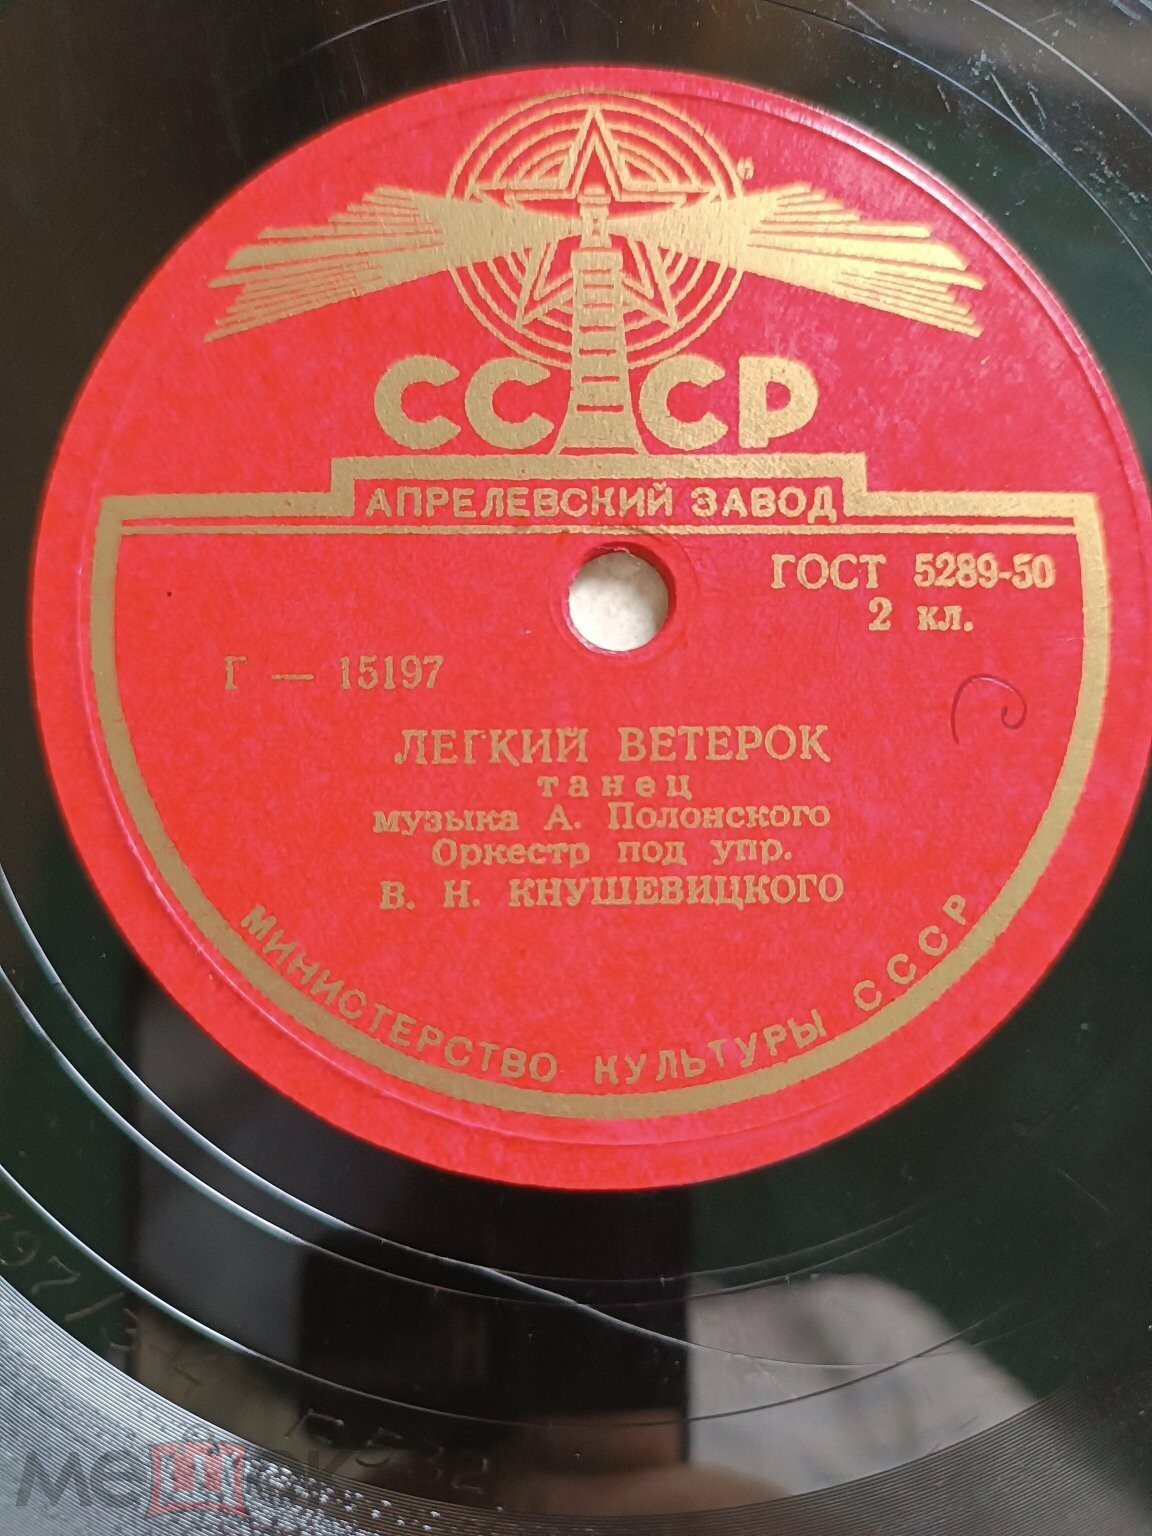 СССР
АПРЕЛЕВСКИЙ ЗАВОД
ГОСТ 5289-50
2 кл.
Г — 15197
ЛЕГКИЙ ВЕТЕРОК
танец
музыка А. Полонского
Оркестр под упр.
В. Н. КНУШЕВИЦКОГО
МИНИСТЕРСТВО КУЛЬТУРЫ СССР
мешок